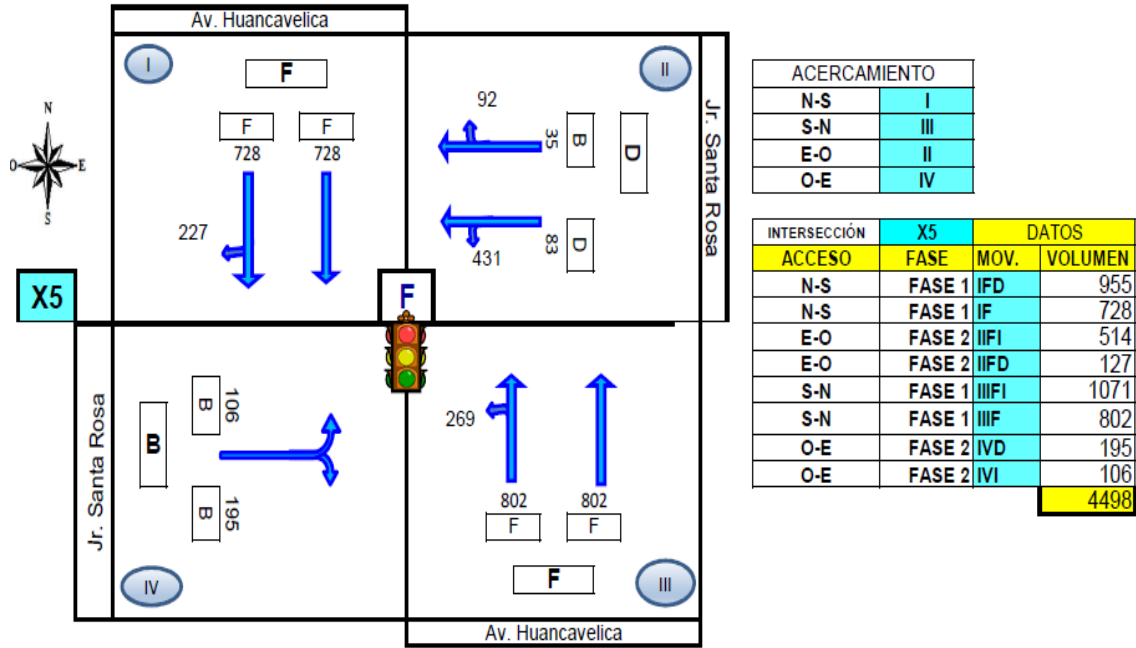 Av. Huancavelica
I
F
F
F
728
728
227
N
O
E
S
X5
II
92
35
B
D
431
83
D
Jr. Santa Rosa
F
Jr. Santa Rosa
B
B
106
B
195
IV
269
802
802
F
F
F
III
Av. Huancavelica
ACERCAMIENTO
N-S I
S-N III
E-O II
O-E IV
INTERSECCIÓN X5 DATOS
ACCESO FASE MOV. VOLUMEN
N-S FASE 1 IFD 955
N-S FASE 1 IF 728
E-O FASE 2 IIFI 514
E-O FASE 2 IIFD 127
S-N FASE 1 IIIFI 1071
S-N FASE 1 IIIF 802
O-E FASE 2 IVD 195
O-E FASE 2 IVI 106
4498